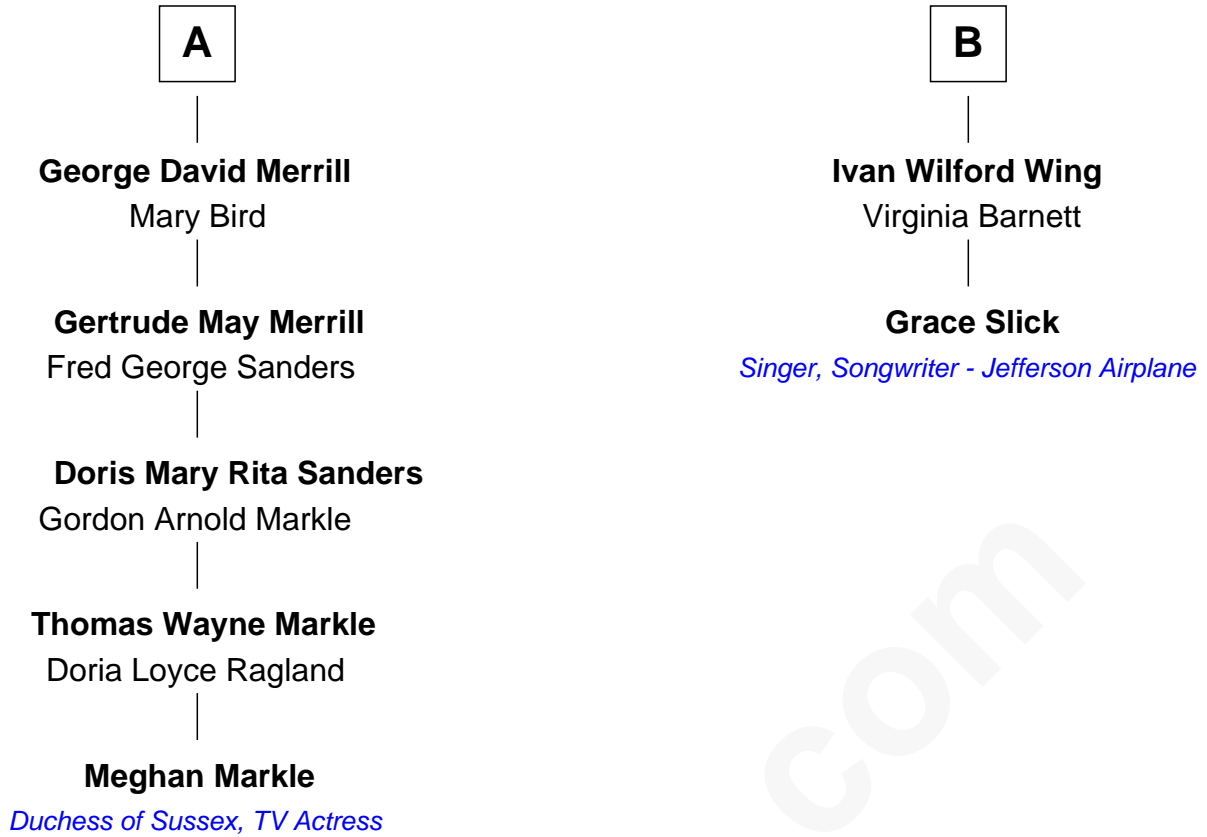 A
George David Merrill
Mary Bird
Gertrude May Merrill
Fred George Sanders
Doris Mary Rita Sanders
Gordon Arnold Markle
Thomas Wayne Markle
Doria Loyce Ragland
Meghan Markle
Duchess of Sussex, TV Actress
B
Ivan Wilford Wing
Virginia Barnett
Grace Slick
Singer, Songwriter - Jefferson Airplane
com